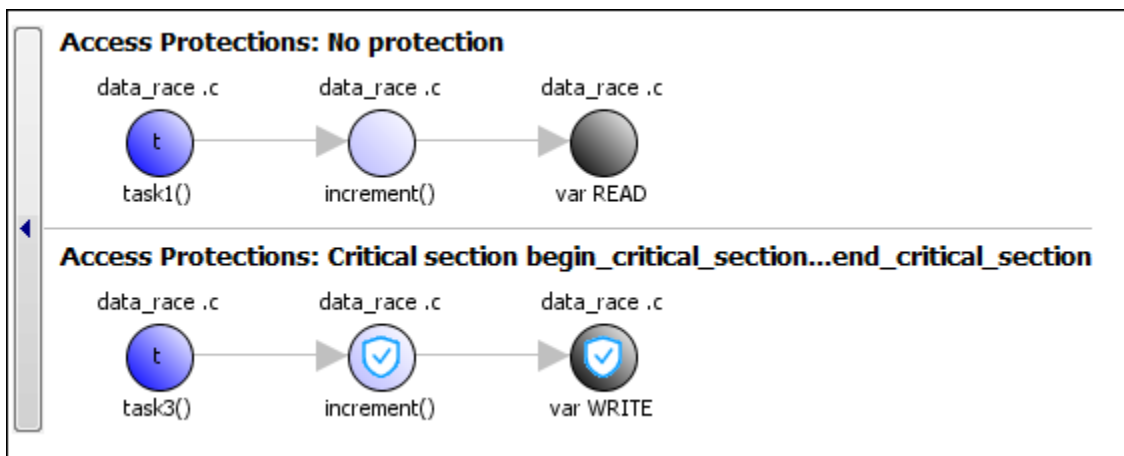 Access Protections: No protection
data_race .c data_race .c data_race .c
t
task1() increment() var READ
Access Protections: Critical section begin_critical_section...end_critical_section
data_race .c data_race .c data_race .c
t
task3() increment() var WRITE